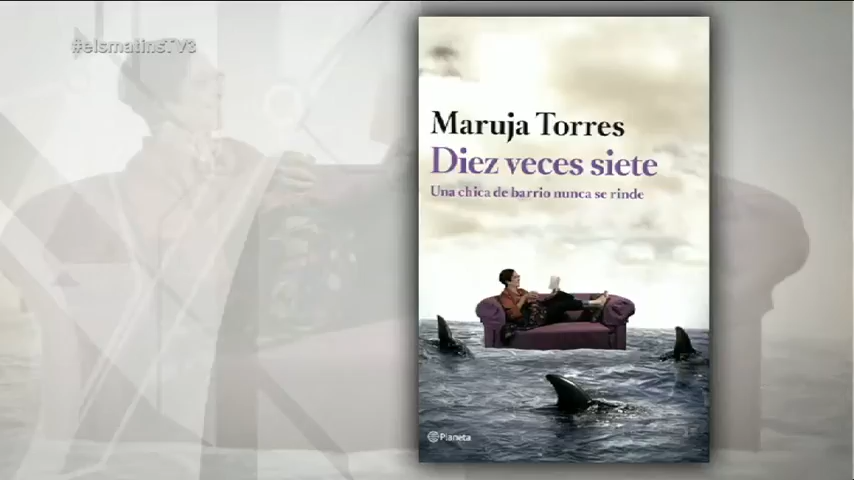 #elsmatinsTV3
Maruja Torres
Diez veces siete
Una chica de barrio nunca se rinde
Planeta